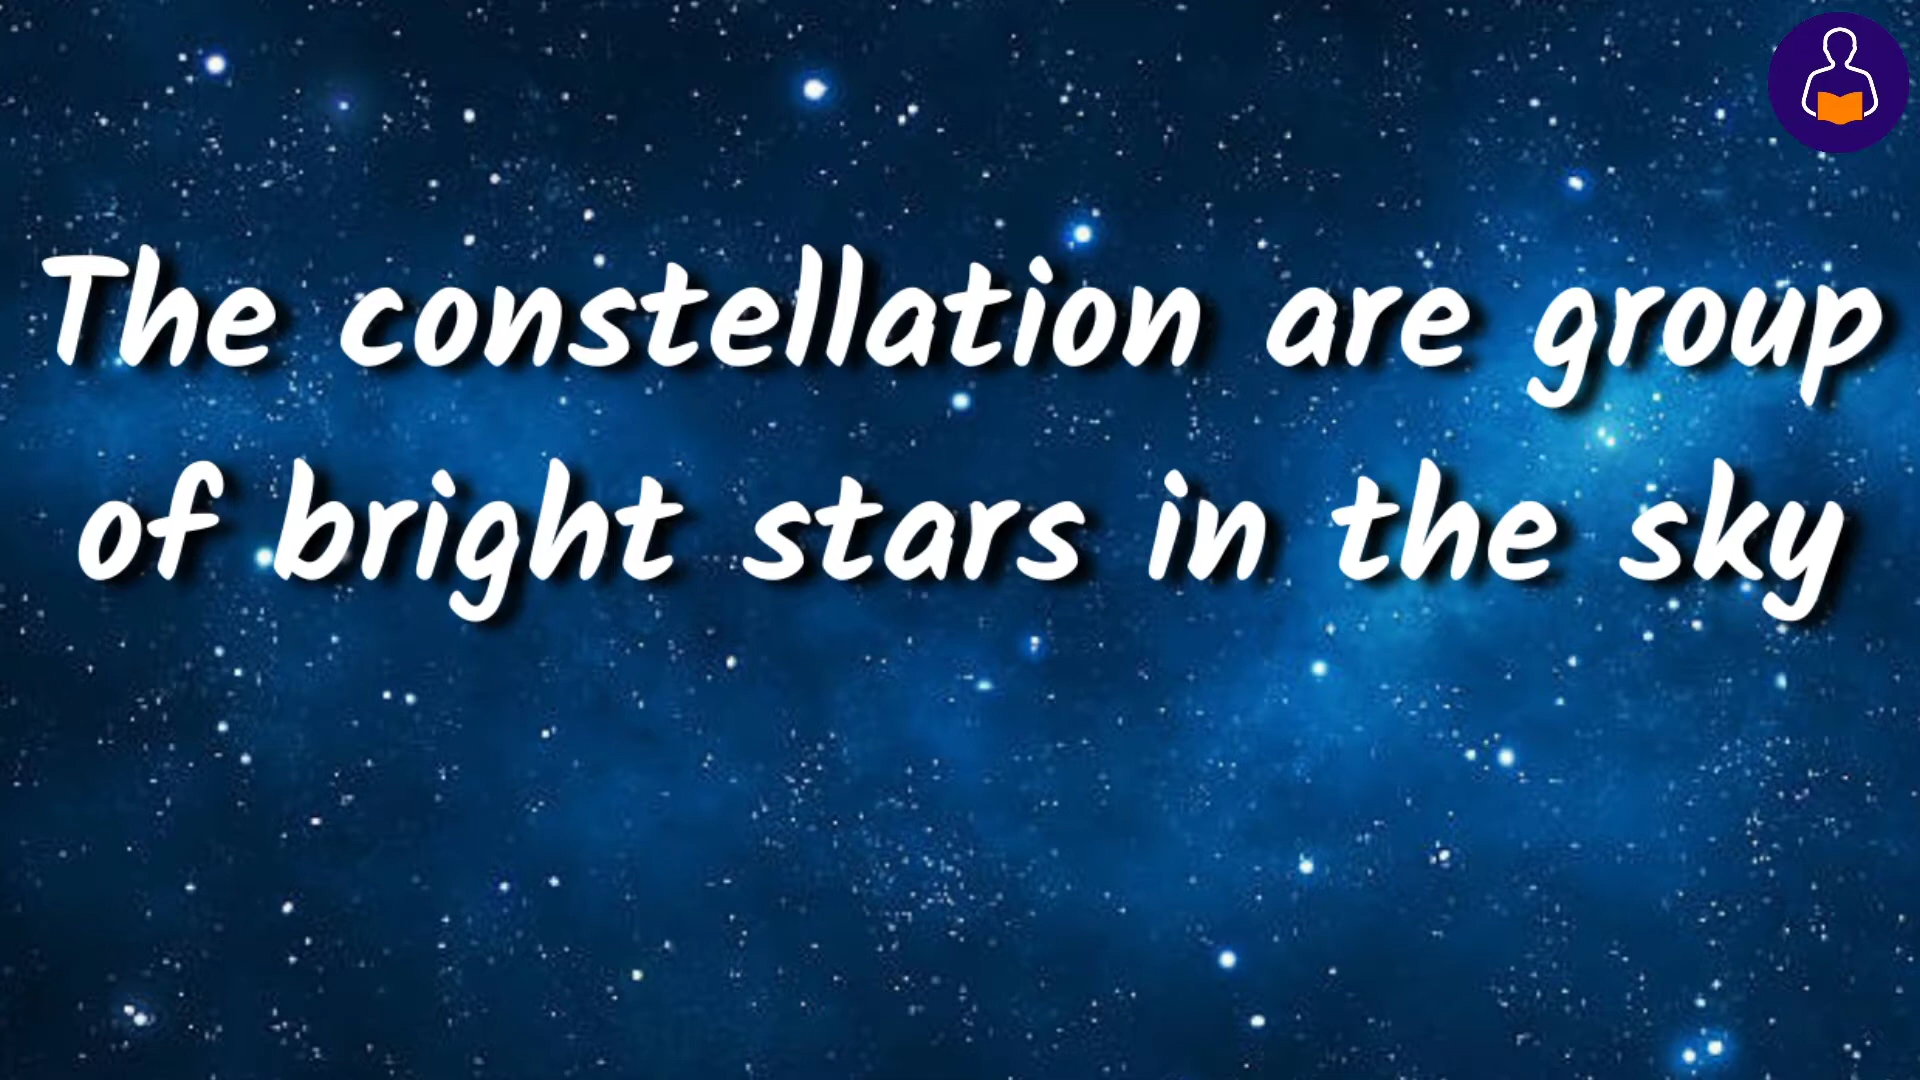 The constellation are group
of bright stars in the sky